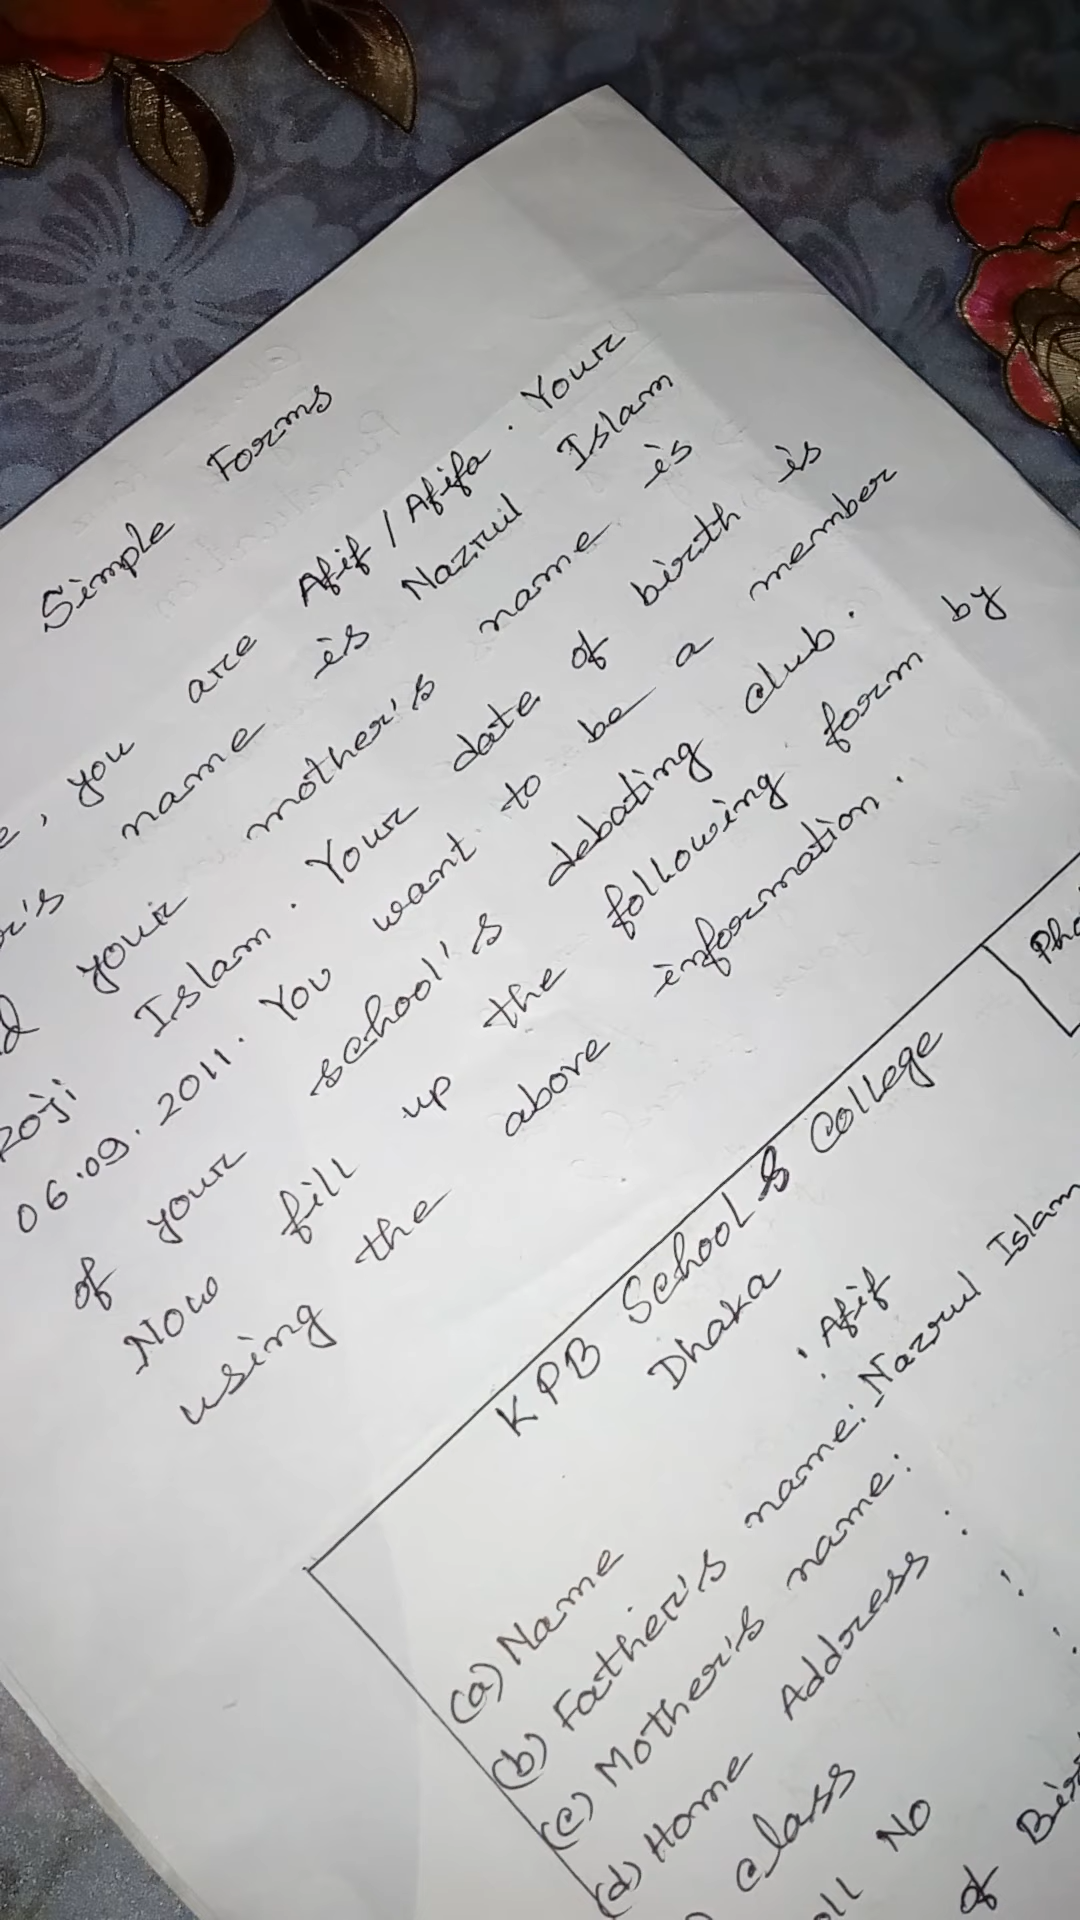 Simple Forms
you are Afif / Afifa. Your
name is Nazrul Islam
your mother's name is
Roji Islam. Your date of birth is
06.09.2011. You want to be a member
of your school's debating club.
Now fill up the following form by
using the above information.
KPB School & College
Dhaka
(a) Name : Afif
(b) Father's name: Nazrul Islam
(c) Mother's name:
(d) Home Address :
class :
No :
of